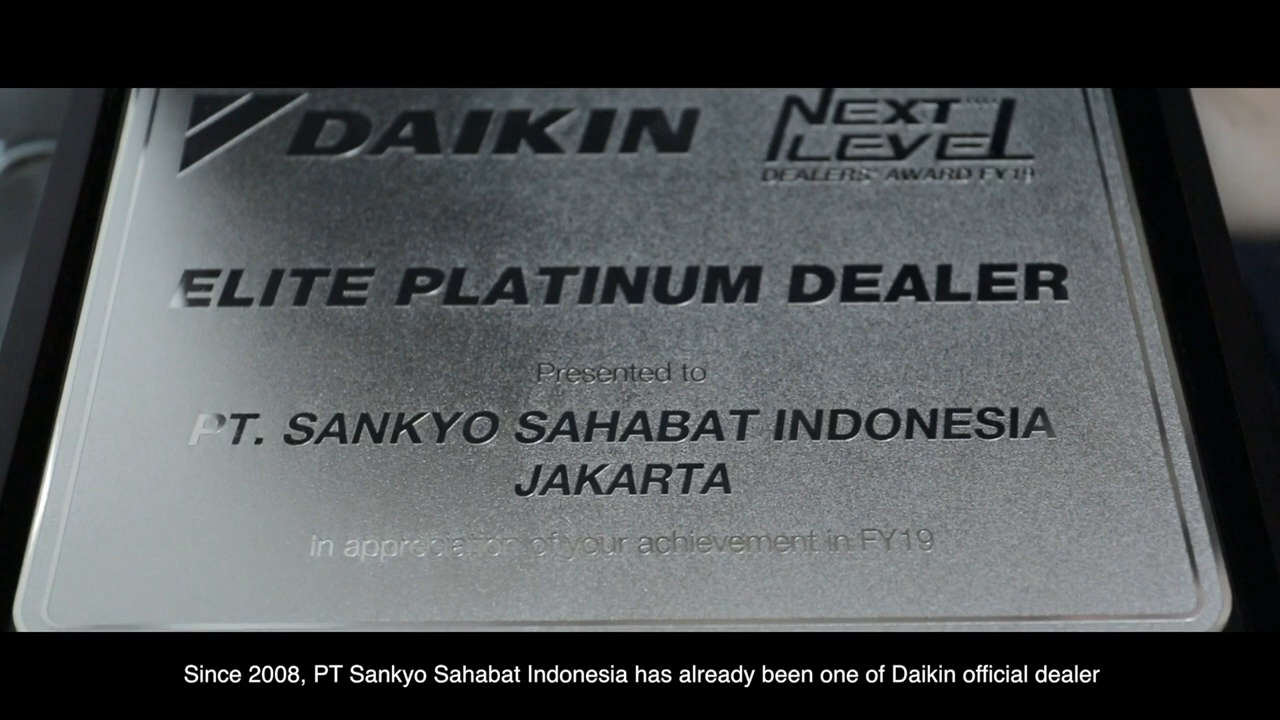 DAIKIN
NEXT
LEVEL
DEALERS' AWARD FY19
ELITE PLATINUM DEALER
Presented to
PT. SANKYO SAHABAT INDONESIA
JAKARTA
in appreciation of your achievement in FY19
Since 2008, PT Sankyo Sahabat Indonesia has already been one of Daikin official dealer